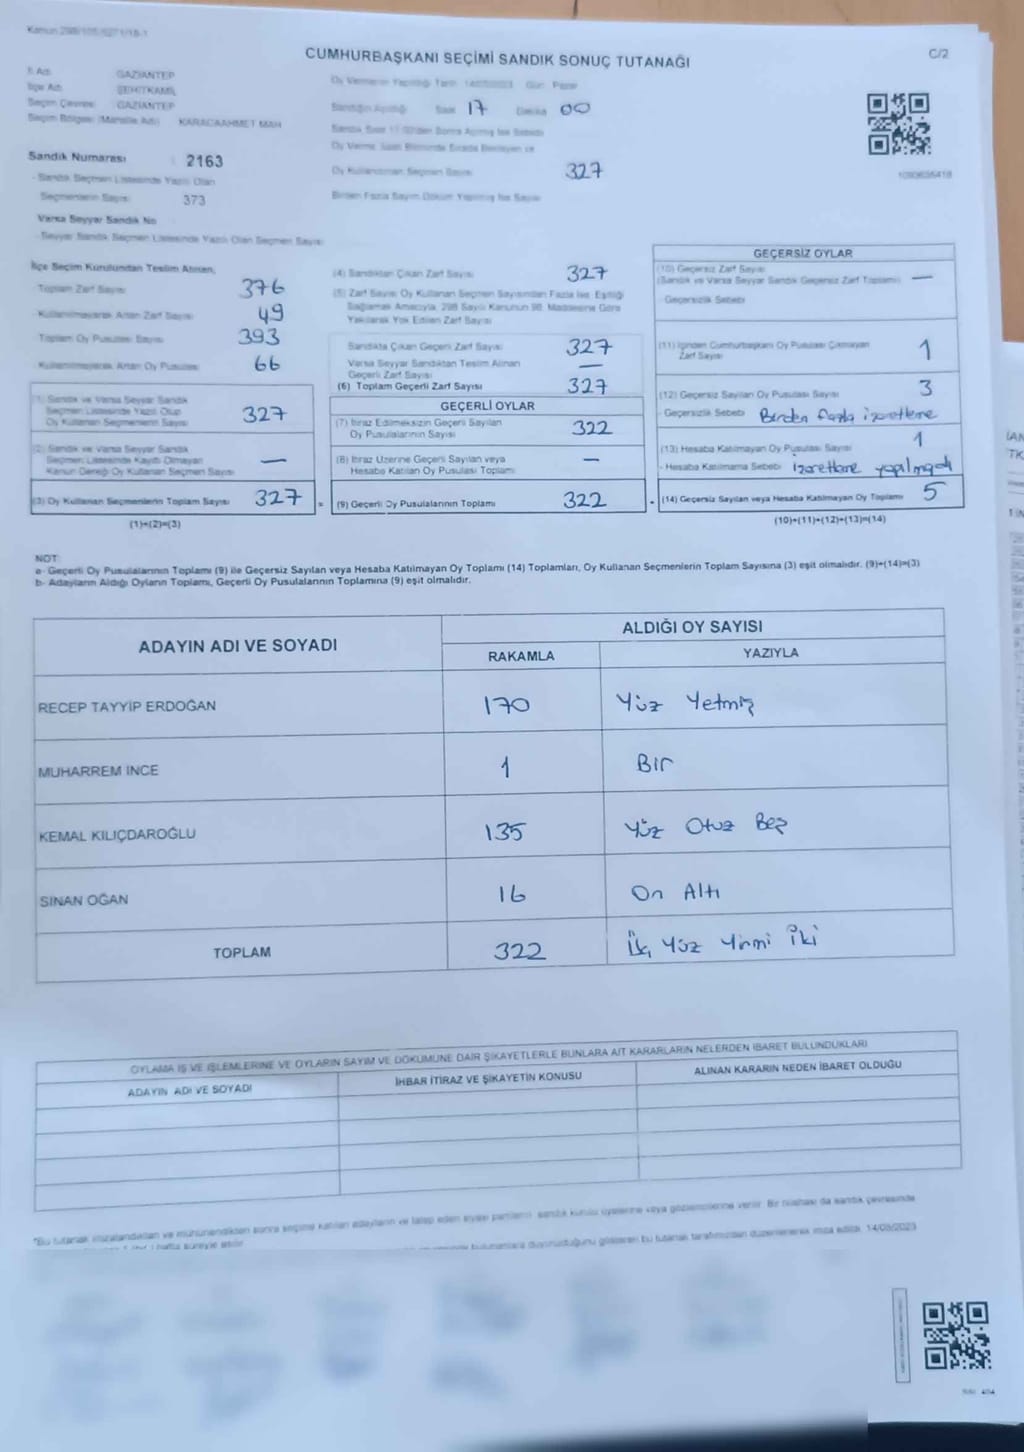 Kanun 298/105,627 1/18-1
CUMHURBAŞKANI SEÇİMİ SANDIK SONUÇ TUTANAĞI
C/2
İl Adı GAZİANTEP
İlçe Adı ŞEHİTKAMİL
Seçim Çevresi GAZİANTEP
Seçim Bölgesi (Mahalle Adı) KARACAAHMET MAH
Sandık Numarası : 2163
- Sandık Seçmen Listesinde Yazılı Olan
Seçmenlerin Sayısı 373
Varsa Seyyar Sandık No
- Seyyar Sandık Seçmen Listesinde Yazılı Olan Seçmen Sayısı
Oy Vermenin Yapıldığı Tarih 14/05/2023 Gün Pazar
Sandığın Açıldığı Saat 17 Dakika 00
Sandık Saat 17.00'den Sonra Açılmış İse Sebebi
Oy Verme Saati Bitiminde Sırada Bekleyen ve
Oy Kullandırılan Seçmen Sayısı 327
Birden Fazla Sayım Döküm Yapılmış İse Sayısı
İlçe Seçim Kurulundan Teslim Alınan,
- Toplam Zarf Sayısı 376
- Kullanılmayarak Artan Zarf Sayısı 49
- Toplam Oy Pusulası Sayısı 393
- Kullanılmayarak Artan Oy Pusulası 66
(1) Sandık ve Varsa Seyyar Sandık
Seçmen Listesinde Yazılı Olup
Oy Kullanan Seçmenlerin Sayısı 327
(2) Sandık ve Varsa Seyyar Sandık
Seçmen Listesinde Kayıtlı Olmayan
Kanun Gereği Oy Kullanan Seçmen Sayısı —
(3) Oy Kullanan Seçmenlerin Toplam Sayısı 327 =
(1)+(2)=(3)
(4) Sandıktan Çıkan Zarf Sayısı 327
(5) Zarf Sayısı Oy Kullanan Seçmen Sayısından Fazla İse, Eşitliği
Sağlamak Amacıyla, 298 Sayılı Kanunun 98. Maddesine Göre
Yakılarak Yok Edilen Zarf Sayısı
Sandıkta Çıkan Geçerli Zarf Sayısı 327
Varsa Seyyar Sandıktan Teslim Alınan
Geçerli Zarf Sayısı —
(6) Toplam Geçerli Zarf Sayısı 327
GEÇERLİ OYLAR
(7) İtiraz Edilmeksizin Geçerli Sayılan
Oy Pusulalarının Sayısı 322
(8) İtiraz Üzerine Geçerli Sayılan veya
Hesaba Katılan Oy Pusulası Toplamı —
(9) Geçerli Oy Pusulalarının Toplamı 322
GEÇERSİZ OYLAR
(10) Geçersiz Zarf Sayısı
(Sandık ve Varsa Seyyar Sandık Geçersiz Zarf Toplamı) —
- Geçersizlik Sebebi
(11) İçinden Cumhurbaşkanı Oy Pusulası Çıkmayan
Zarf Sayısı 1
(12) Geçersiz Sayılan Oy Pusulası Sayısı 3
- Geçersizlik Sebebi Birden fazla işaretleme
(13) Hesaba Katılmayan Oy Pusulası Sayısı 1
- Hesaba Katılmama Sebebi işaretleme yapılmadı
(14) Geçersiz Sayılan veya Hesaba Katılmayan Oy Toplamı 5
(10)+(11)+(12)+(13)=(14)
NOT:
a- Geçerli Oy Pusulalarının Toplamı (9) ile Geçersiz Sayılan veya Hesaba Katılmayan Oy Toplamı (14) Toplamları, Oy Kullanan Seçmenlerin Toplam Sayısına (3) eşit olmalıdır. (9)+(14)=(3)
b- Adayların Aldığı Oyların Toplamı, Geçerli Oy Pusulalarının Toplamına (9) eşit olmalıdır.
ADAYIN ADI VE SOYADI
ALDIĞI OY SAYISI
RAKAMLA YAZIYLA
RECEP TAYYİP ERDOĞAN 170 Yüz Yetmiş
MUHARREM İNCE 1 Bir
KEMAL KILIÇDAROĞLU 135 Yüz Otuz Beş
SİNAN OĞAN 16 On Altı
TOPLAM 322 Üç Yüz Yirmi İki
OYLAMA İŞ VE İŞLEMLERİNE VE OYLARIN SAYIM VE DÖKÜMÜNE DAİR ŞİKAYETLERLE BUNLARA AİT KARARLARIN NELERDEN İBARET BULUNDUKLARI
ADAYIN ADI VE SOYADI İHBAR İTİRAZ VE ŞİKAYETİN KONUSU ALINAN KARARIN NEDEN İBARET OLDUĞU
*Bu tutanak imzalandıktan ve mühürlendikten sonra seçime katılan adayların ve talep eden siyasi partilerin sandık kurulu üyelerine veya gözlemcilerine verilir. Bir nüshası da sandık çevresinde
hafta süreyle asılır.
bulunanlara duyurulduğunu gösteren bu tutanak tarafımızdan düzenlenerek imza edildi. 14/05/2023